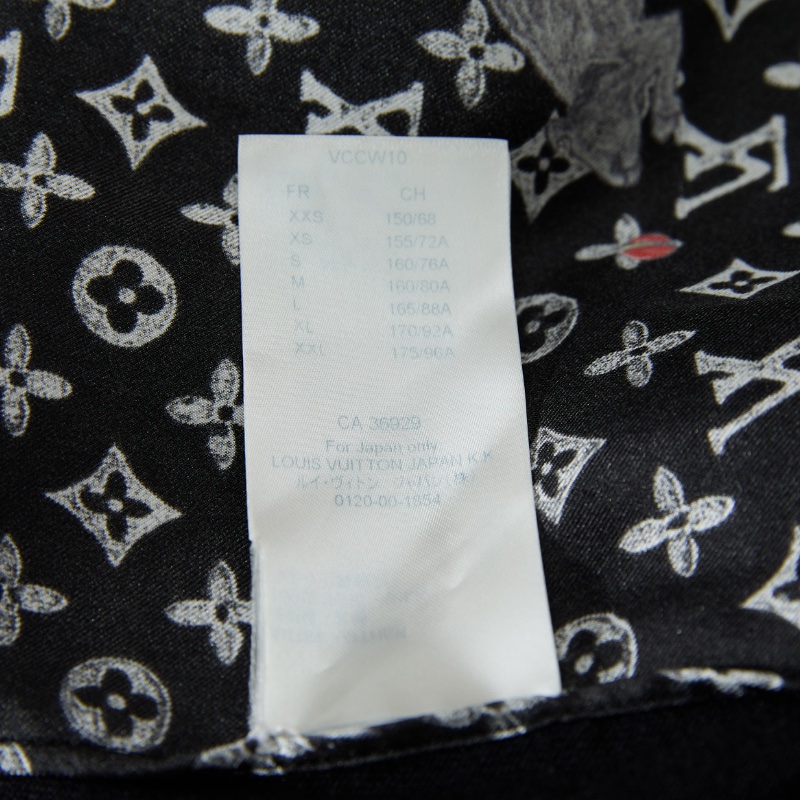 VCCW10
FR CH
XXS 150/68
XS 155/72A
S 160/76A
M 160/80A
L 165/88A
XL 170/92A
XXL 175/96A
CA 36929
For Japan only
LOUIS VUITTON JAPAN K.K
ルイ・ヴィトン ジャパン(株)
0120-00-1854